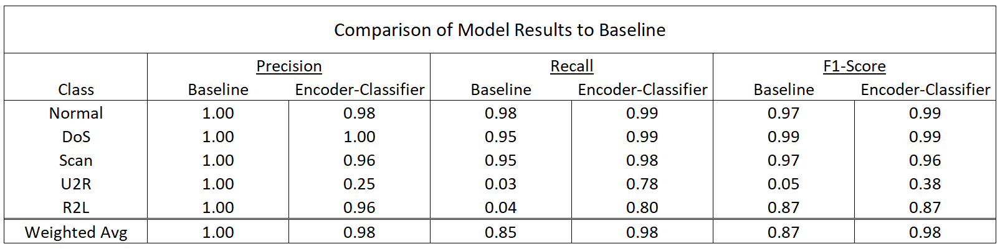 Comparison of Model Results to Baseline
Precision Recall F1-Score
Class Baseline Encoder-Classifier Baseline Encoder-Classifier Baseline Encoder-Classifier
Normal 1.00 0.98 0.98 0.99 0.97 0.99
DoS 1.00 1.00 0.95 0.99 0.99 0.99
Scan 1.00 0.96 0.95 0.98 0.97 0.96
U2R 1.00 0.25 0.03 0.78 0.05 0.38
R2L 1.00 0.96 0.04 0.80 0.87 0.87
Weighted Avg 1.00 0.98 0.85 0.98 0.87 0.98